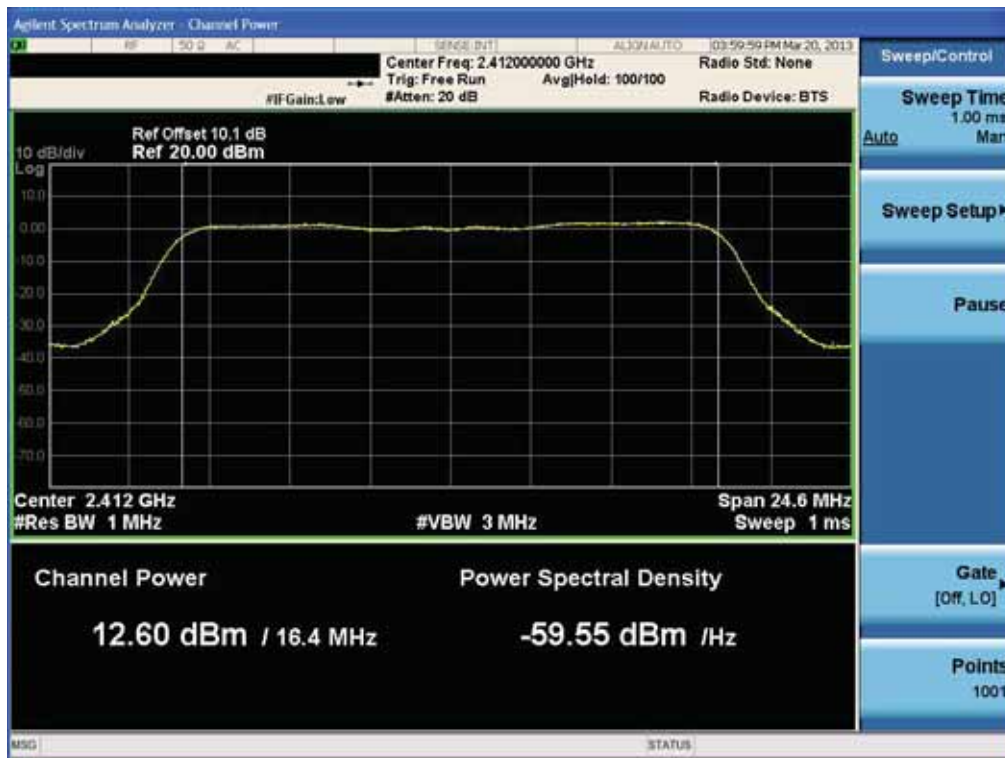 Agilent Spectrum Analyzer - Channel Power
RF 50 Ω AC SENSE:INT ALIGN AUTO 03:59:59 PM Mar 20, 2013
Center Freq: 2.412000000 GHz Radio Std: None
Trig: Free Run Avg|Hold: 100/100
#IFGain:Low #Atten: 20 dB Radio Device: BTS
Ref Offset 10.1 dB
10 dB/div Ref 20.00 dBm
Log
10.0
0.00
-10.0
-20.0
-30.0
-40.0
-50.0
-60.0
-70.0
Center 2.412 GHz Span 24.6 MHz
#Res BW 1 MHz #VBW 3 MHz Sweep 1 ms
Channel Power Power Spectral Density
12.60 dBm / 16.4 MHz -59.55 dBm /Hz
MSG STATUS
Sweep/Control
Sweep Time
1.00 ms
Auto Man
Sweep Setup
Pause
Gate
[Off, LO]
Points
1001